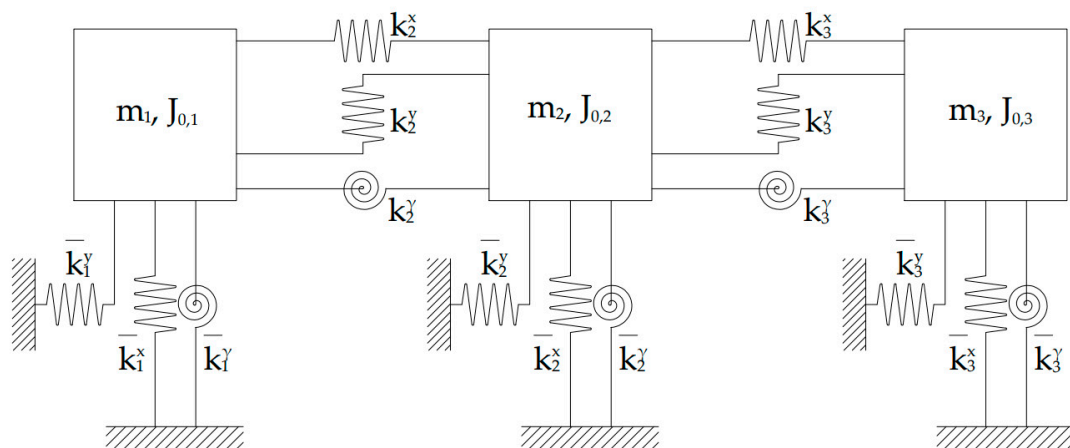 k₂ˣ
k₃ˣ
m₁, J₀,₁
k₂ʸ
m₂, J₀,₂
k₃ʸ
m₃, J₀,₃
k₂ᵞ
k₃ᵞ
k̅₁ʸ
k̅₂ʸ
k̅₃ʸ
k̅₁ˣ
k̅₁ᵞ
k̅₂ˣ
k̅₂ᵞ
k̅₃ˣ
k̅₃ᵞ